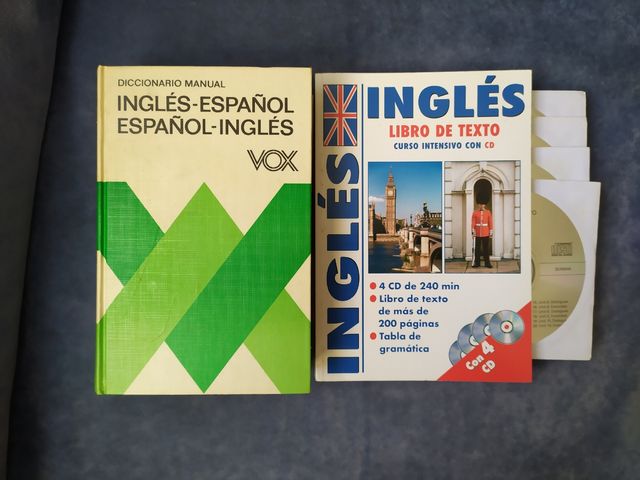 DICCIONARIO MANUAL
INGLÉS-ESPAÑOL
ESPAÑOL-INGLÉS
VOX
INGLÉS
INGLÉS
LIBRO DE TEXTO
CURSO INTENSIVO CON CD
4 CD de 240 min
Libro de texto
de más de
200 páginas
Tabla de
gramática
Con 4
CD